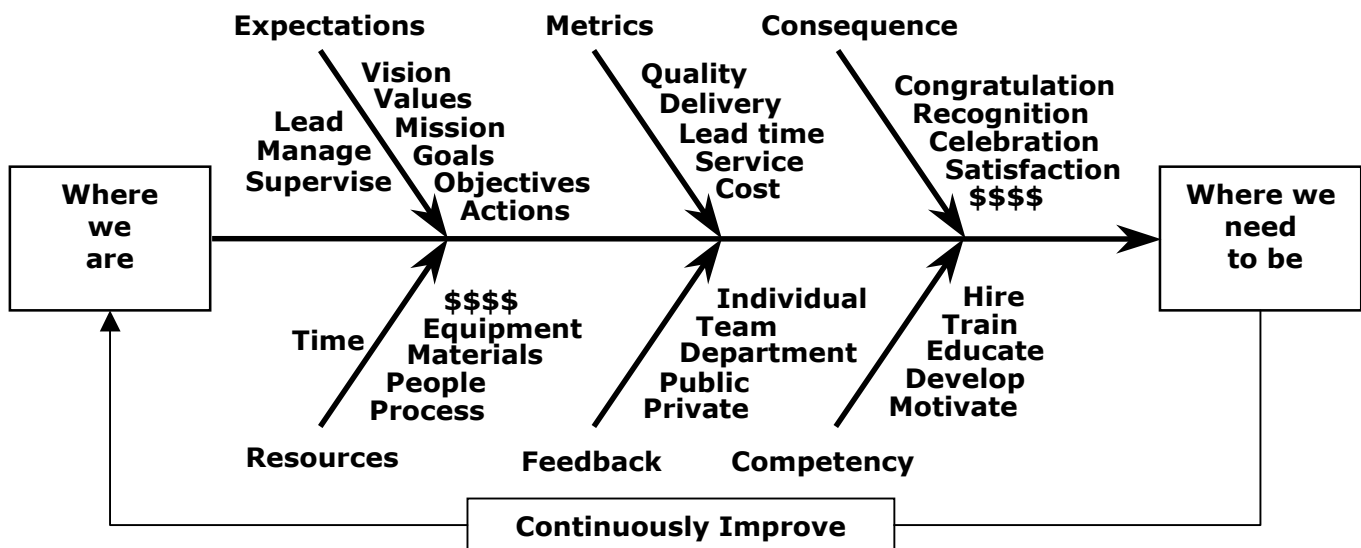 Expectations
Vision
Values
Mission
Goals
Objectives
Actions
Lead
Manage
Supervise
Metrics
Quality
Delivery
Lead time
Service
Cost
Consequence
Congratulation
Recognition
Celebration
Satisfaction
$$$$
Where
we
are
Where we
need
to be
Time
$$$$
Equipment
Materials
People
Process
Resources
Individual
Team
Department
Public
Private
Feedback
Hire
Train
Educate
Develop
Motivate
Competency
Continuously Improve